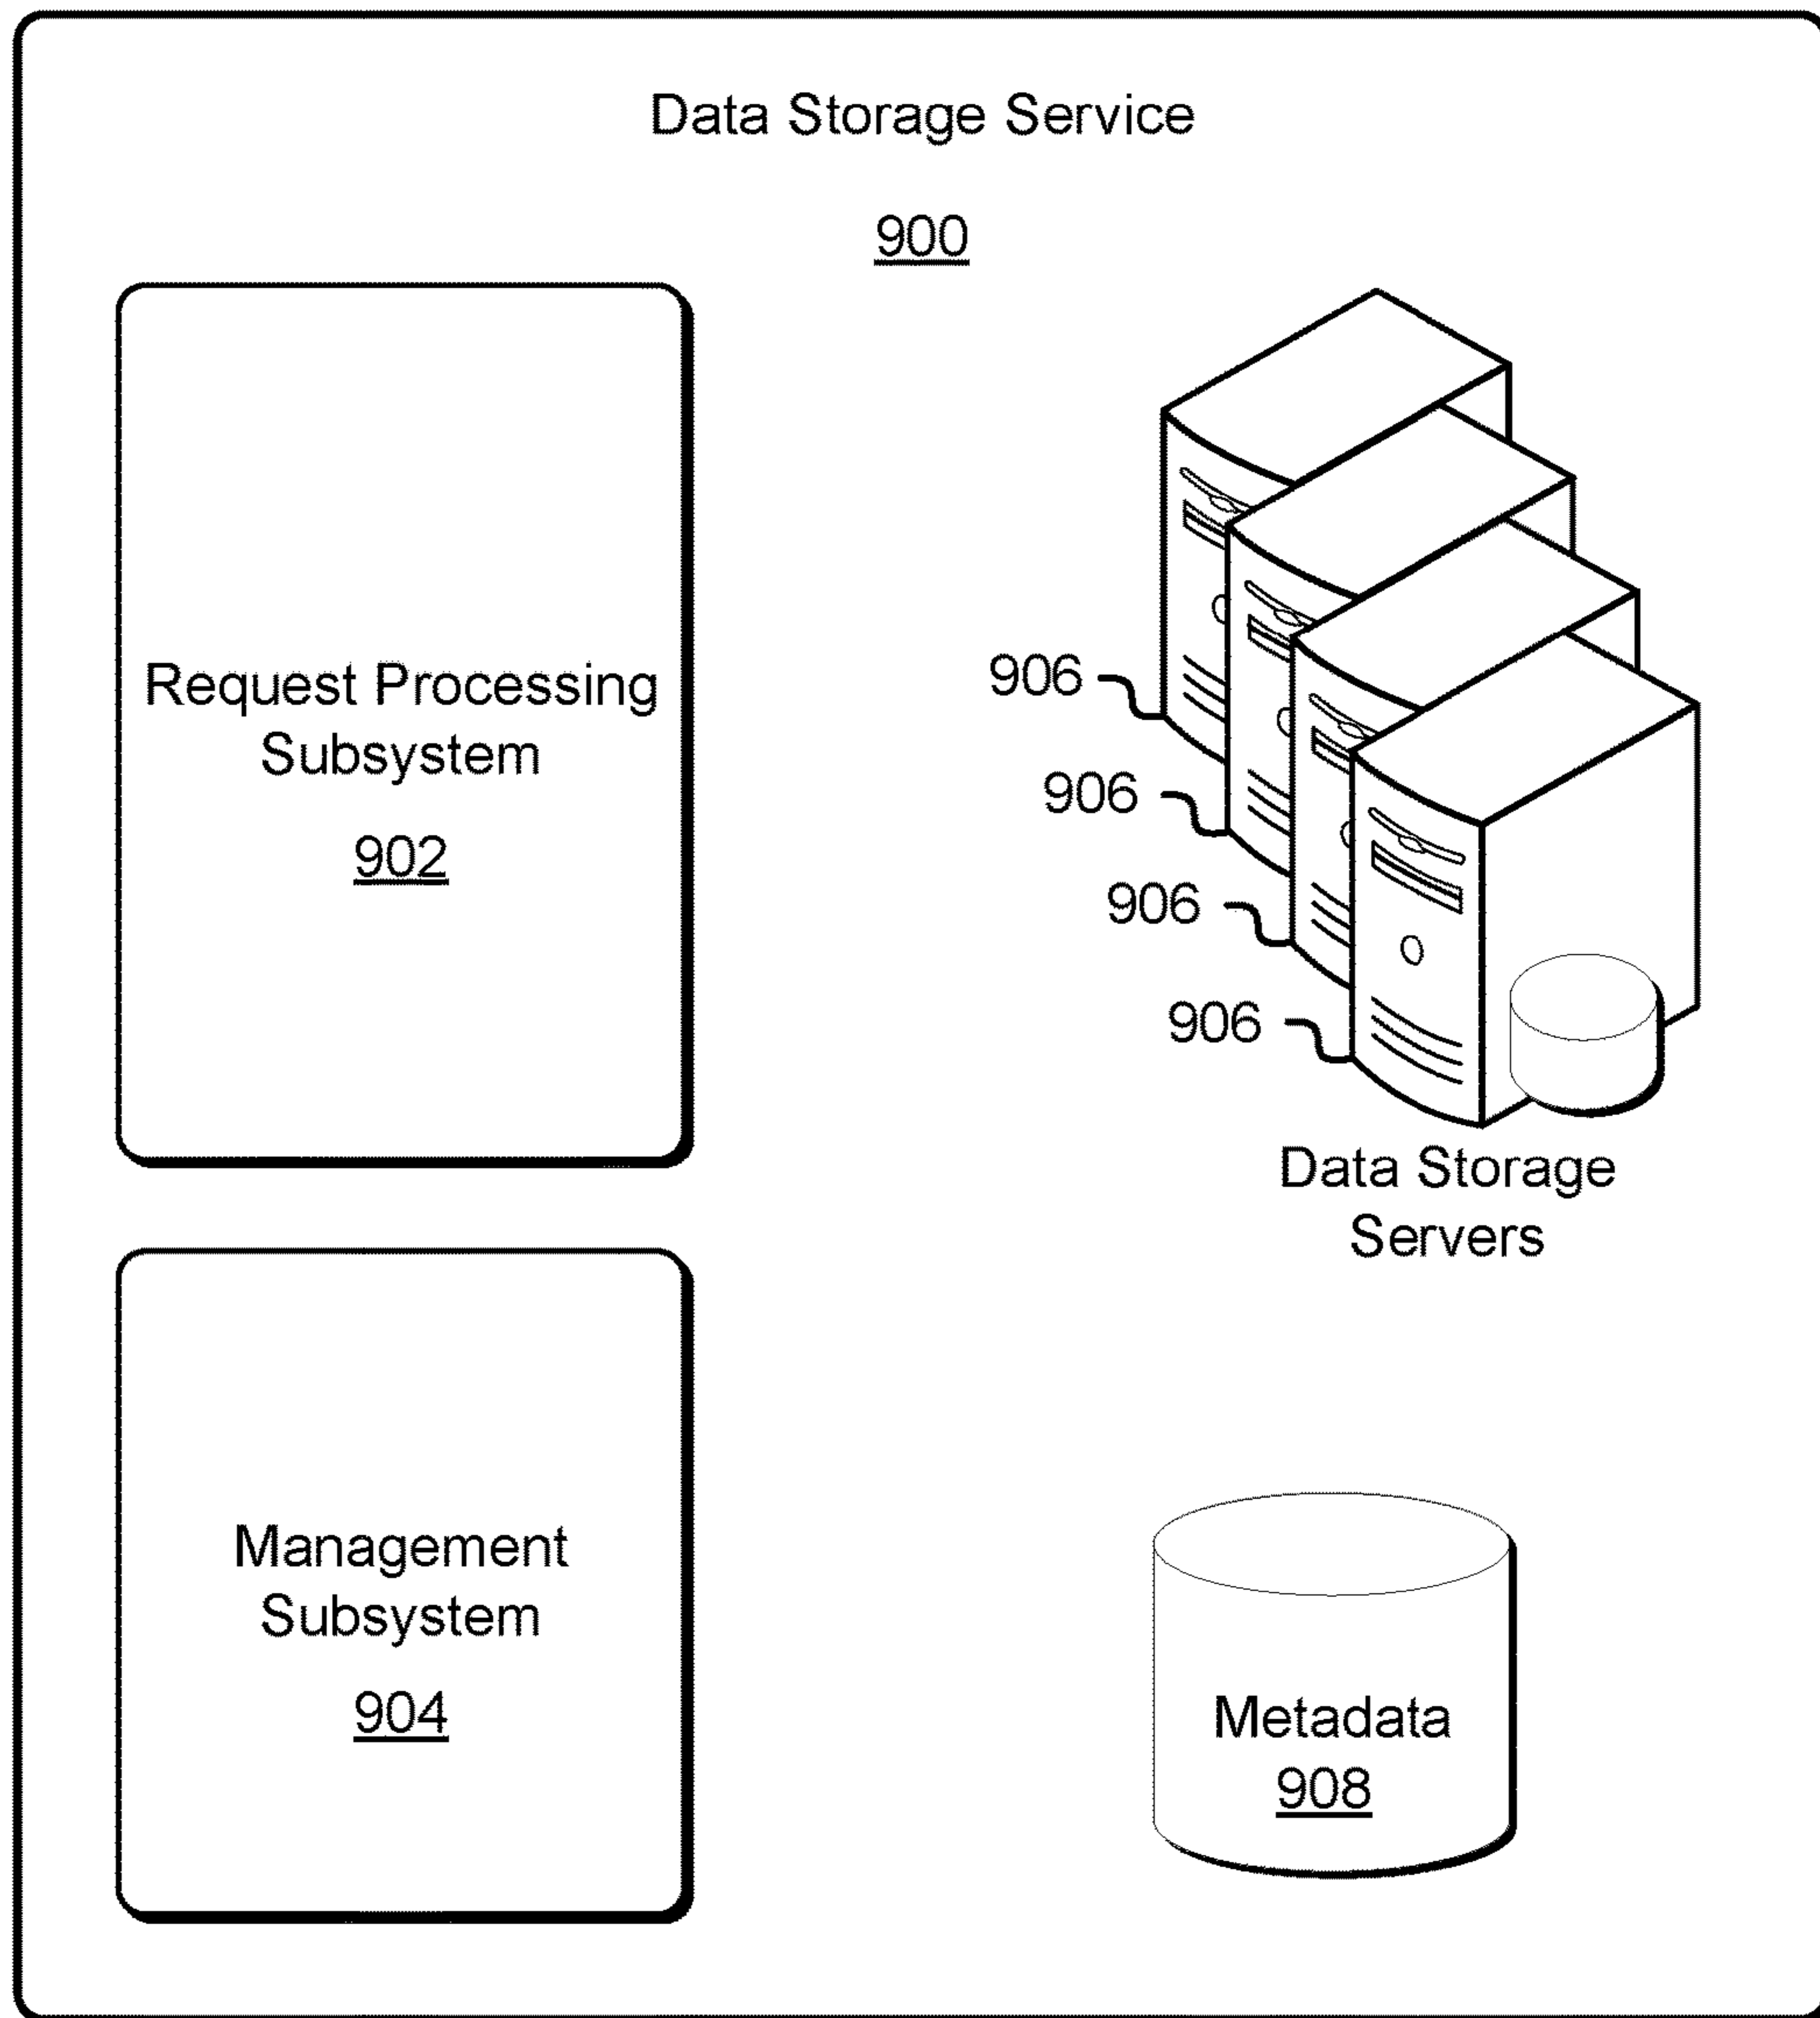 Data Storage Service
900
Request Processing
Subsystem
902
906
906
906
906
Data Storage
Servers
Management
Subsystem
904
Metadata
908